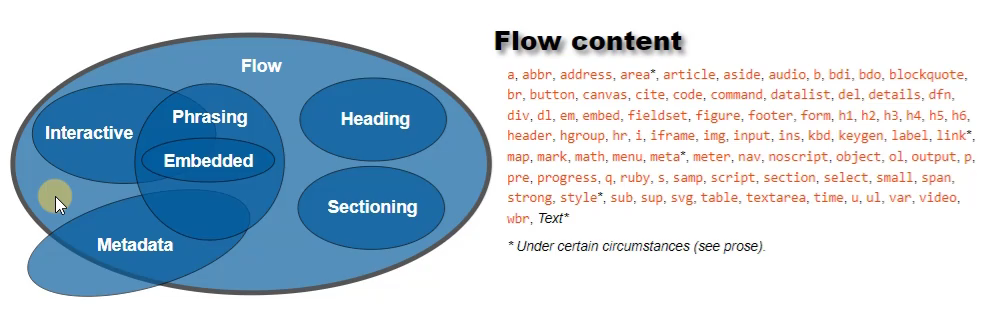 Flow
Interactive
Phrasing
Embedded
Metadata
Heading
Sectioning
Flow content
a, abbr, address, area*, article, aside, audio, b, bdi, bdo, blockquote,
br, button, canvas, cite, code, command, datalist, del, details, dfn,
div, dl, em, embed, fieldset, figure, footer, form, h1, h2, h3, h4, h5, h6,
header, hgroup, hr, i, iframe, img, input, ins, kbd, keygen, label, link*,
map, mark, math, menu, meta*, meter, nav, noscript, object, ol, output, p,
pre, progress, q, ruby, s, samp, script, section, select, small, span,
strong, style*, sub, sup, svg, table, textarea, time, u, ul, var, video,
wbr, Text*
* Under certain circumstances (see prose).